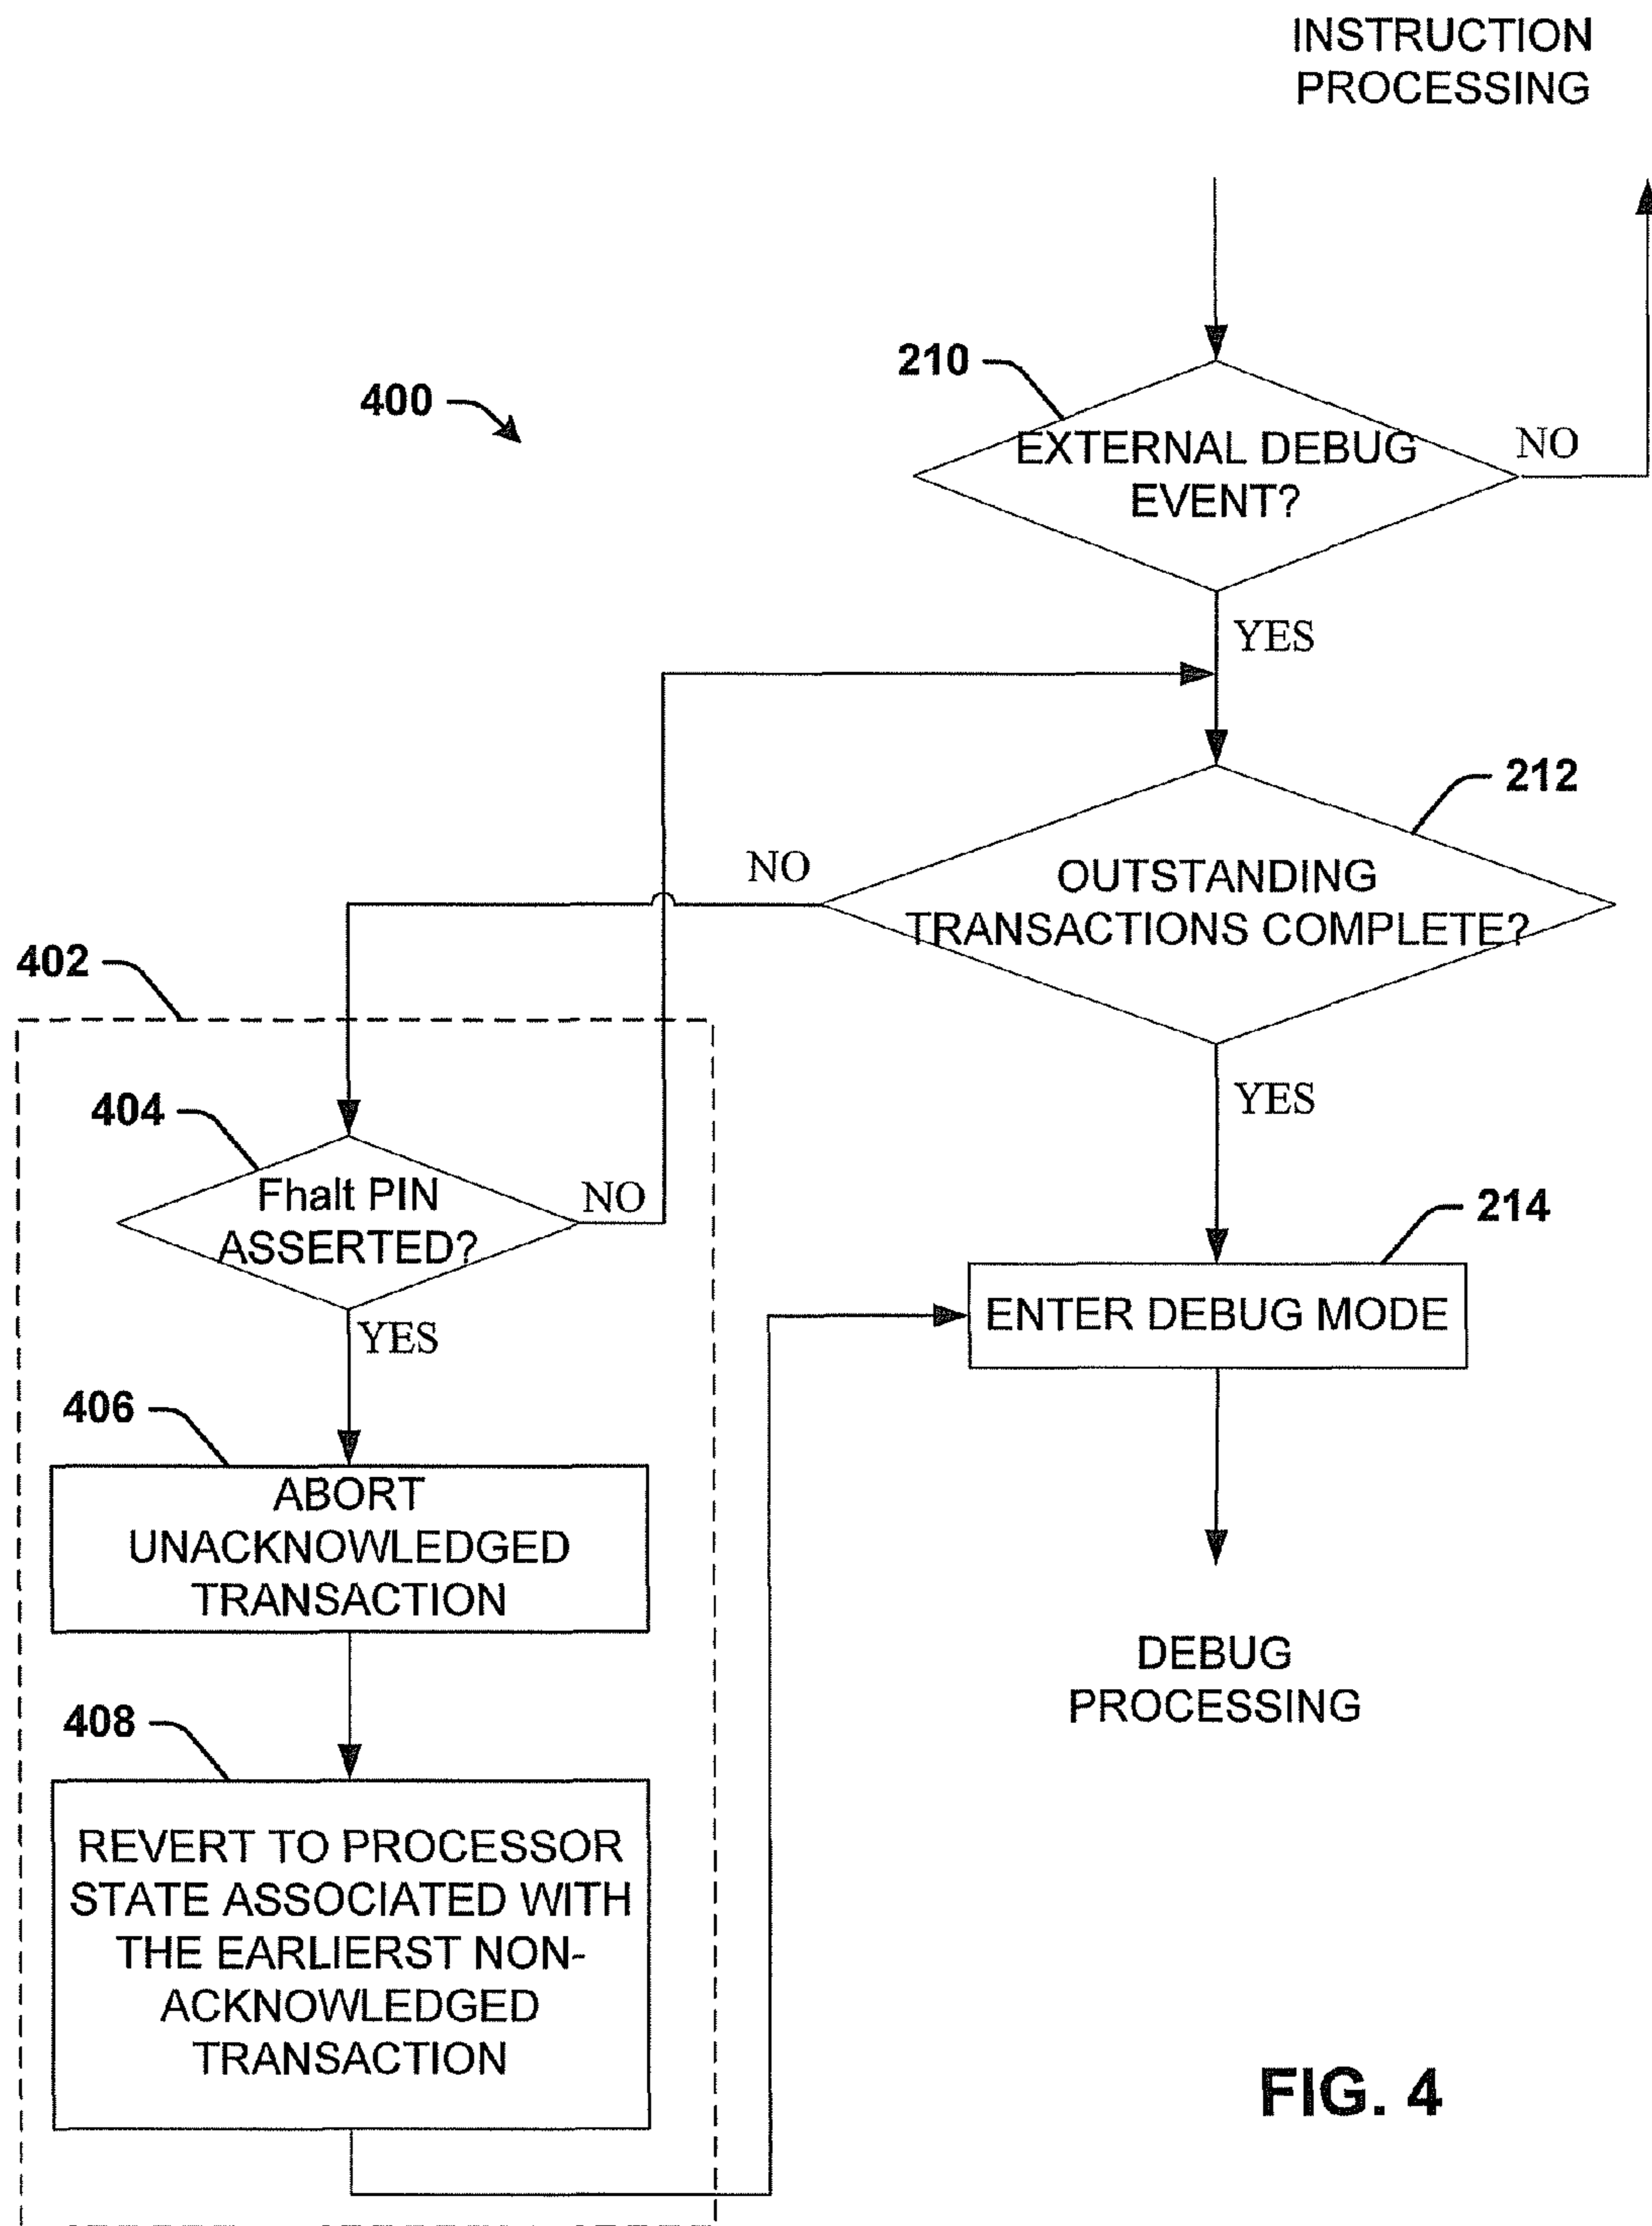 INSTRUCTION
PROCESSING
210
400
EXTERNAL DEBUG
EVENT?
NO
YES
212
NO
OUTSTANDING
TRANSACTIONS COMPLETE?
402
YES
404
Fhalt PIN
ASSERTED?
NO
214
ENTER DEBUG MODE
YES
406
ABORT
UNACKNOWLEDGED
TRANSACTION
DEBUG
PROCESSING
408
REVERT TO PROCESSOR
STATE ASSOCIATED WITH
THE EARLIERST NON-
ACKNOWLEDGED
TRANSACTION
FIG. 4